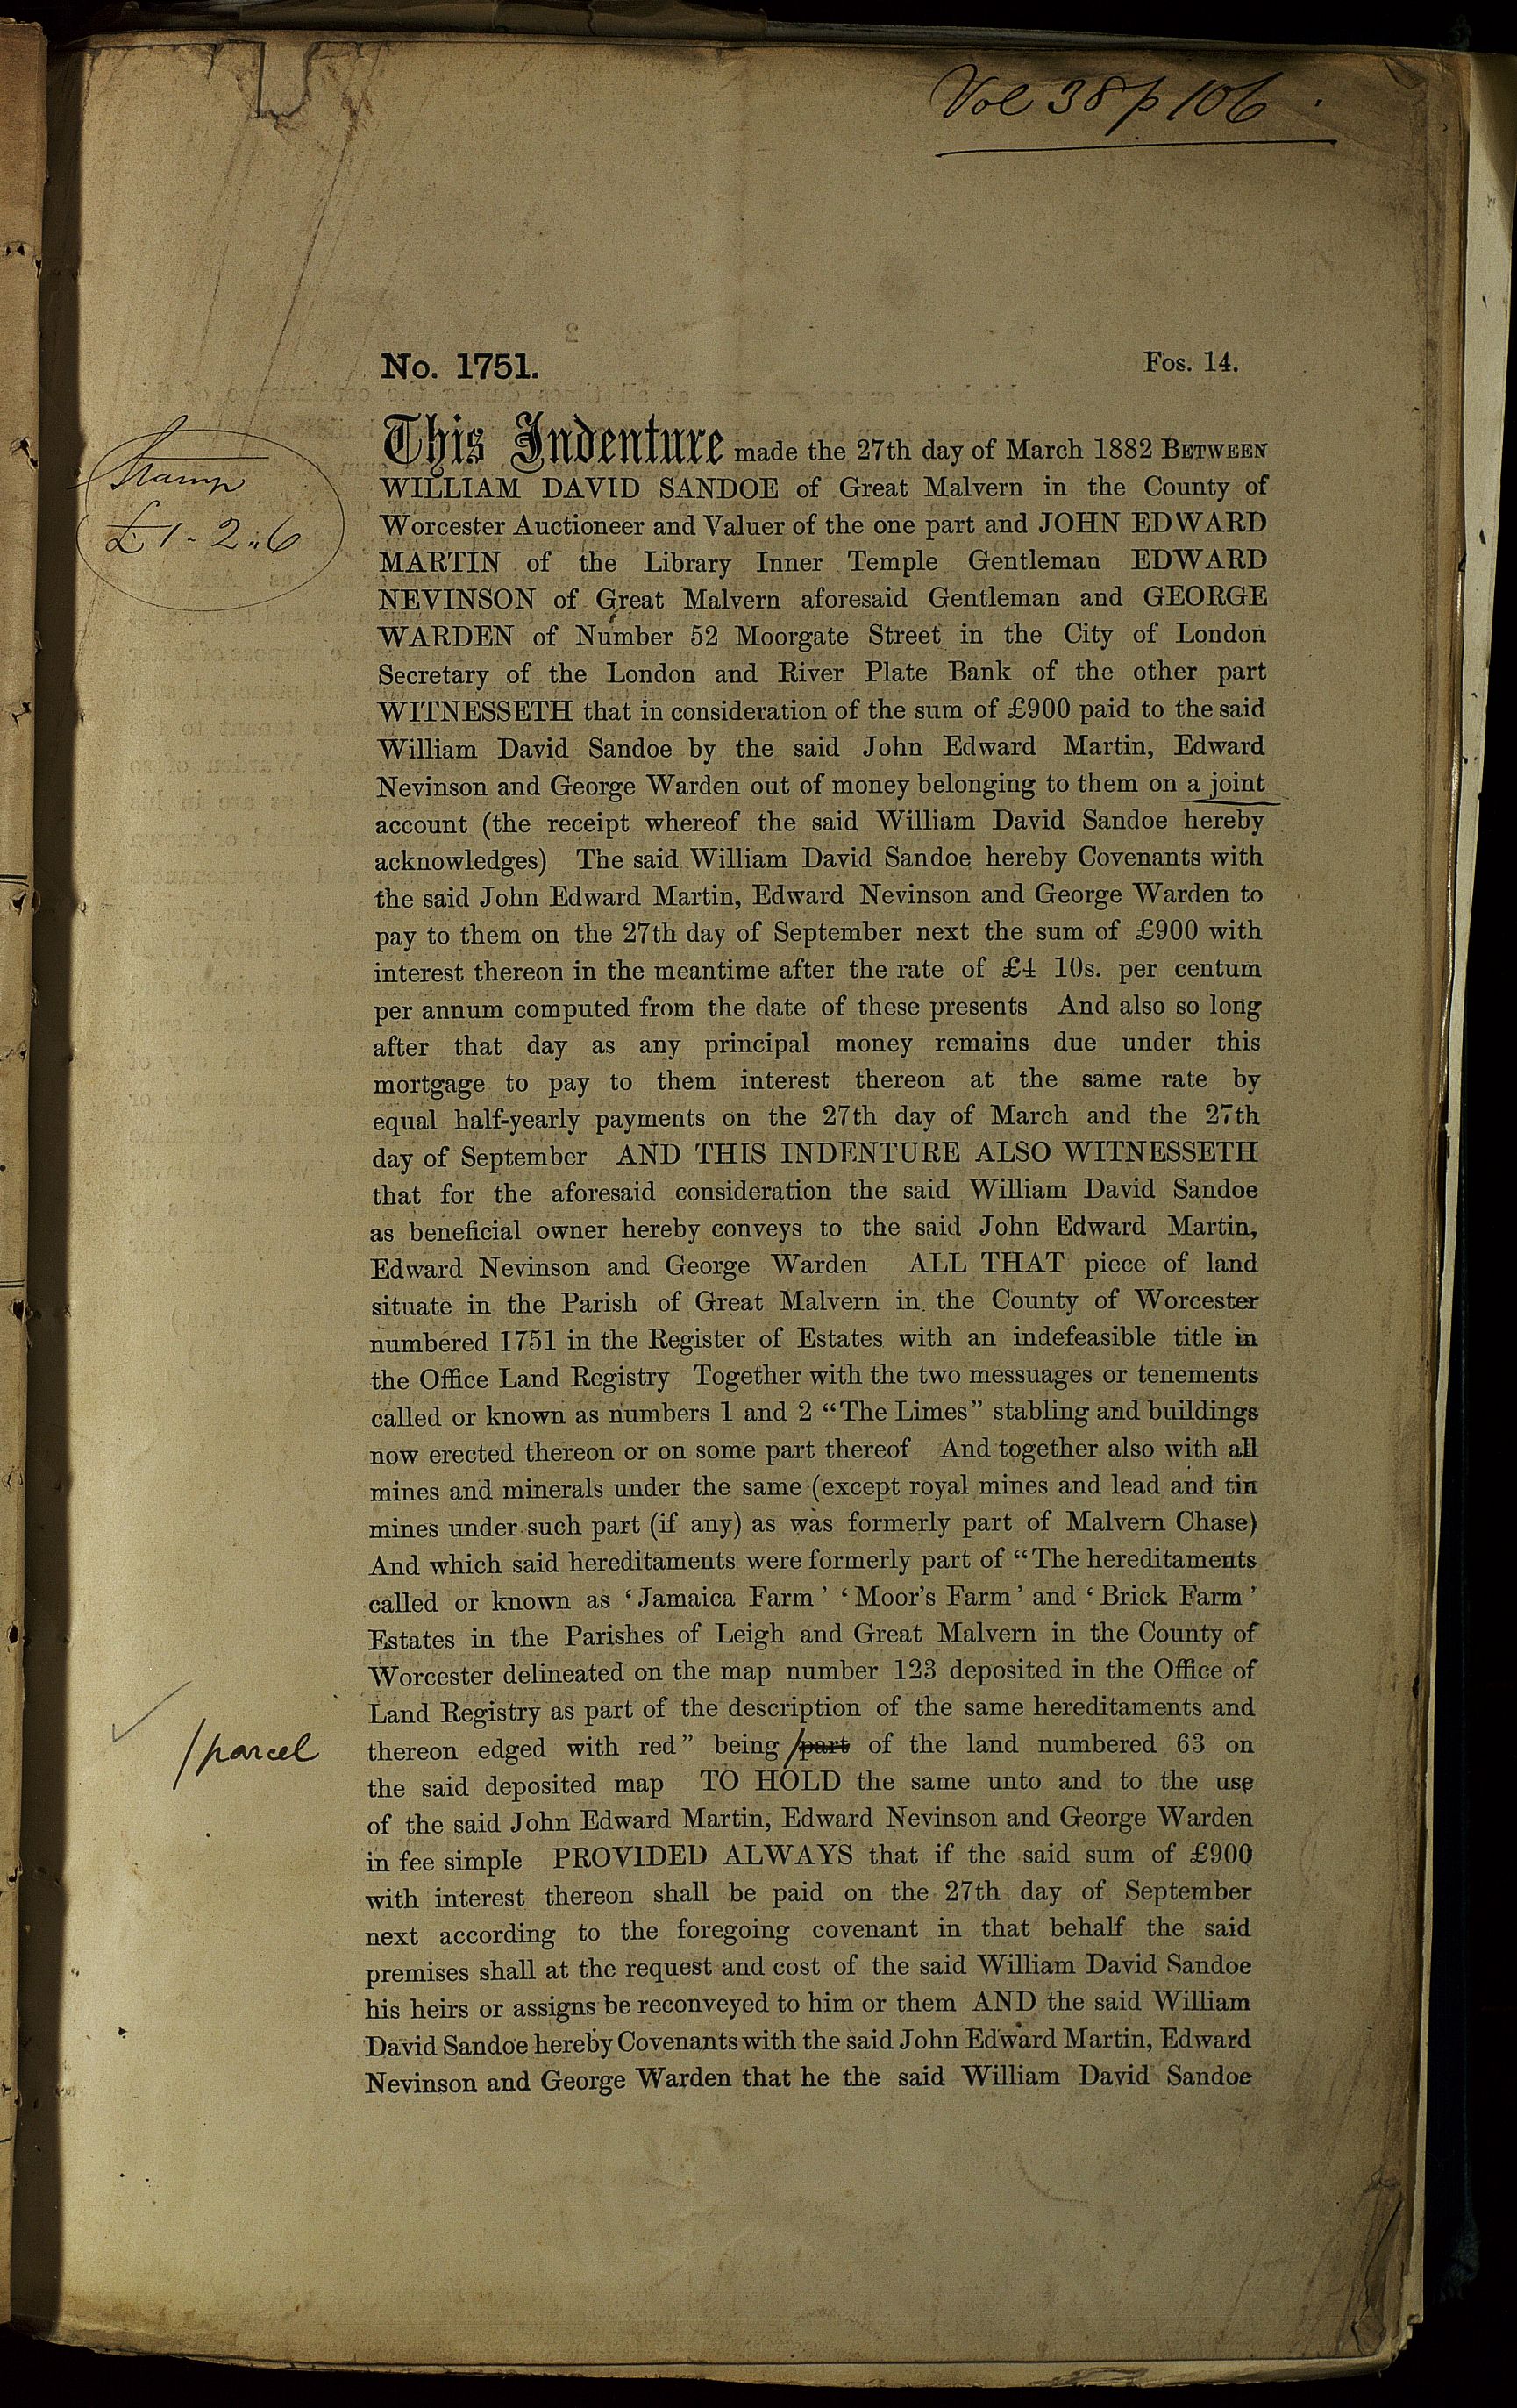 Vol 38 p 106
No. 1751.
Fos. 14.
This Indenture made the 27th day of March 1882 BETWEEN
WILLIAM DAVID SANDOE of Great Malvern in the County of
Stamp
£1-2:6
Worcester Auctioneer and Valuer of the one part and JOHN EDWARD
MARTIN of the Library Inner Temple Gentleman EDWARD
NEVINSON of Great Malvern aforesaid Gentleman and GEORGE
WARDEN of Number 52 Moorgate Street in the City of London
Secretary of the London and River Plate Bank of the other part
WITNESSETH that in consideration of the sum of £900 paid to the said
William David Sandoe by the said John Edward Martin, Edward
Nevinson and George Warden out of money belonging to them on a joint
account (the receipt whereof the said William David Sandoe hereby
acknowledges) The said William David Sandoe hereby Covenants with
the said John Edward Martin, Edward Nevinson and George Warden to
pay to them on the 27th day of September next the sum of £900 with
interest thereon in the meantime after the rate of £4 10s. per centum
per annum computed from the date of these presents And also so long
after that day as any principal money remains due under this
mortgage to pay to them interest thereon at the same rate by
equal half-yearly payments on the 27th day of March and the 27th
day of September AND THIS INDENTURE ALSO WITNESSETH
that for the aforesaid consideration the said William David Sandoe
as beneficial owner hereby conveys to the said John Edward Martin,
Edward Nevinson and George Warden ALL THAT piece of land
situate in the Parish of Great Malvern in the County of Worcester
numbered 1751 in the Register of Estates with an indefeasible title in
the Office Land Registry Together with the two messuages or tenements
called or known as numbers 1 and 2 “The Limes” stabling and buildings
now erected thereon or on some part thereof And together also with all
mines and minerals under the same (except royal mines and lead and tin
mines under such part (if any) as was formerly part of Malvern Chase)
And which said hereditaments were formerly part of “The hereditaments
called or known as ‘Jamaica Farm’ ‘Moor's Farm’ and ‘Brick Farm’
Estates in the Parishes of Leigh and Great Malvern in the County of
Worcester delineated on the map number 123 deposited in the Office of
Land Registry as part of the description of the same hereditaments and
/parcel
thereon edged with red” being /part of the land numbered 63 on
the said deposited map TO HOLD the same unto and to the use
of the said John Edward Martin, Edward Nevinson and George Warden
in fee simple PROVIDED ALWAYS that if the said sum of £900
with interest thereon shall be paid on the 27th day of September
next according to the foregoing covenant in that behalf the said
premises shall at the request and cost of the said William David Sandoe
his heirs or assigns be reconveyed to him or them AND the said William
David Sandoe hereby Covenants with the said John Edward Martin, Edward
Nevinson and George Warden that he the said William David Sandoe